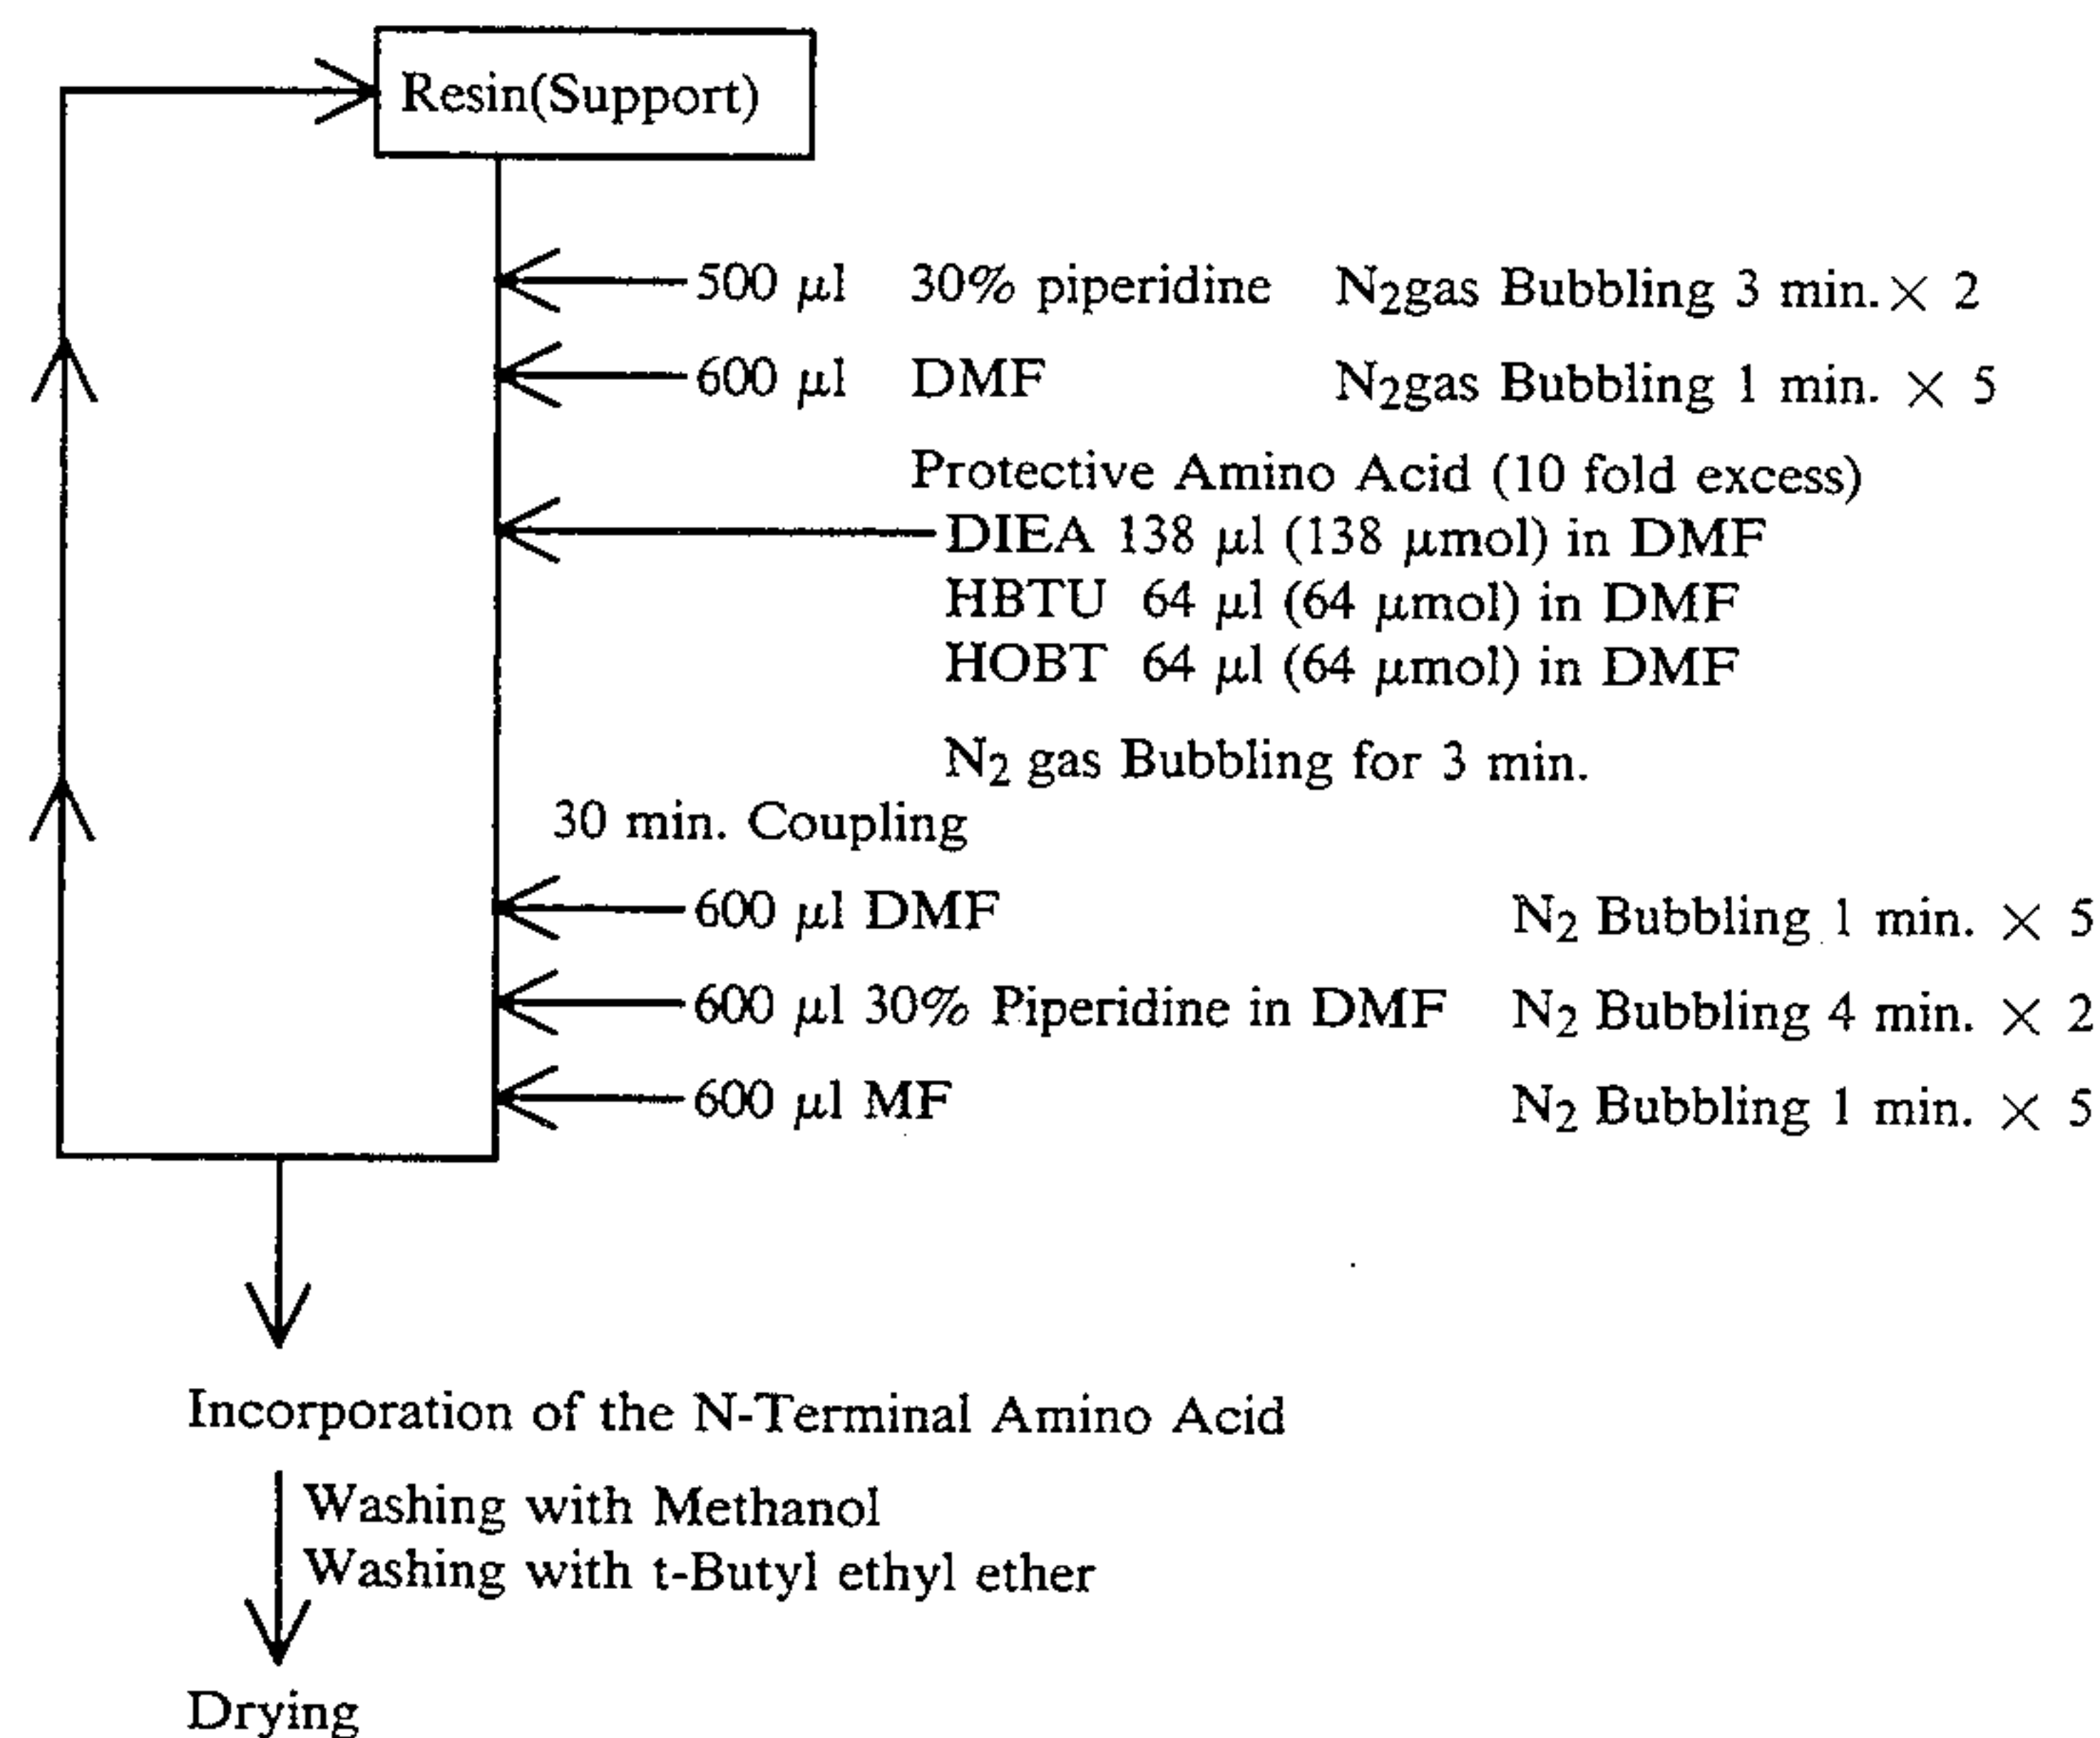 Resin(Support)
500 μl 30% piperidine N₂gas Bubbling 3 min. × 2
600 μl DMF N₂gas Bubbling 1 min. × 5
Protective Amino Acid (10 fold excess)
DIEA 138 μl (138 μmol) in DMF
HBTU 64 μl (64 μmol) in DMF
HOBT 64 μl (64 μmol) in DMF
N₂ gas Bubbling for 3 min.
30 min. Coupling
600 μl DMF N₂ Bubbling 1 min. × 5
600 μl 30% Piperidine in DMF N₂ Bubbling 4 min. × 2
600 μl MF N₂ Bubbling 1 min. × 5
Incorporation of the N-Terminal Amino Acid
Washing with Methanol
Washing with t-Butyl ethyl ether
Drying